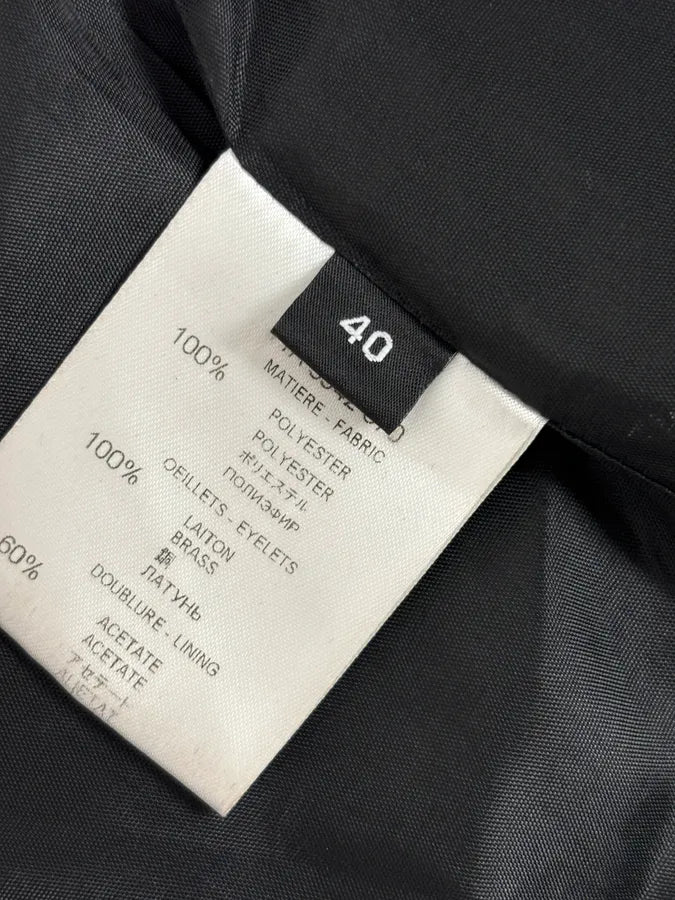 40
MATIERE - FABRIC
100% POLYESTER
POLYESTER
ポリエステル
ПОЛИЭФИР
OEILLETS - EYELETS
100% LAITON
BRASS
ЛАТУНЬ
DOUBLURE - LINING
60% ACETATE
ACETATE
アセテート
АЦЕТАТ